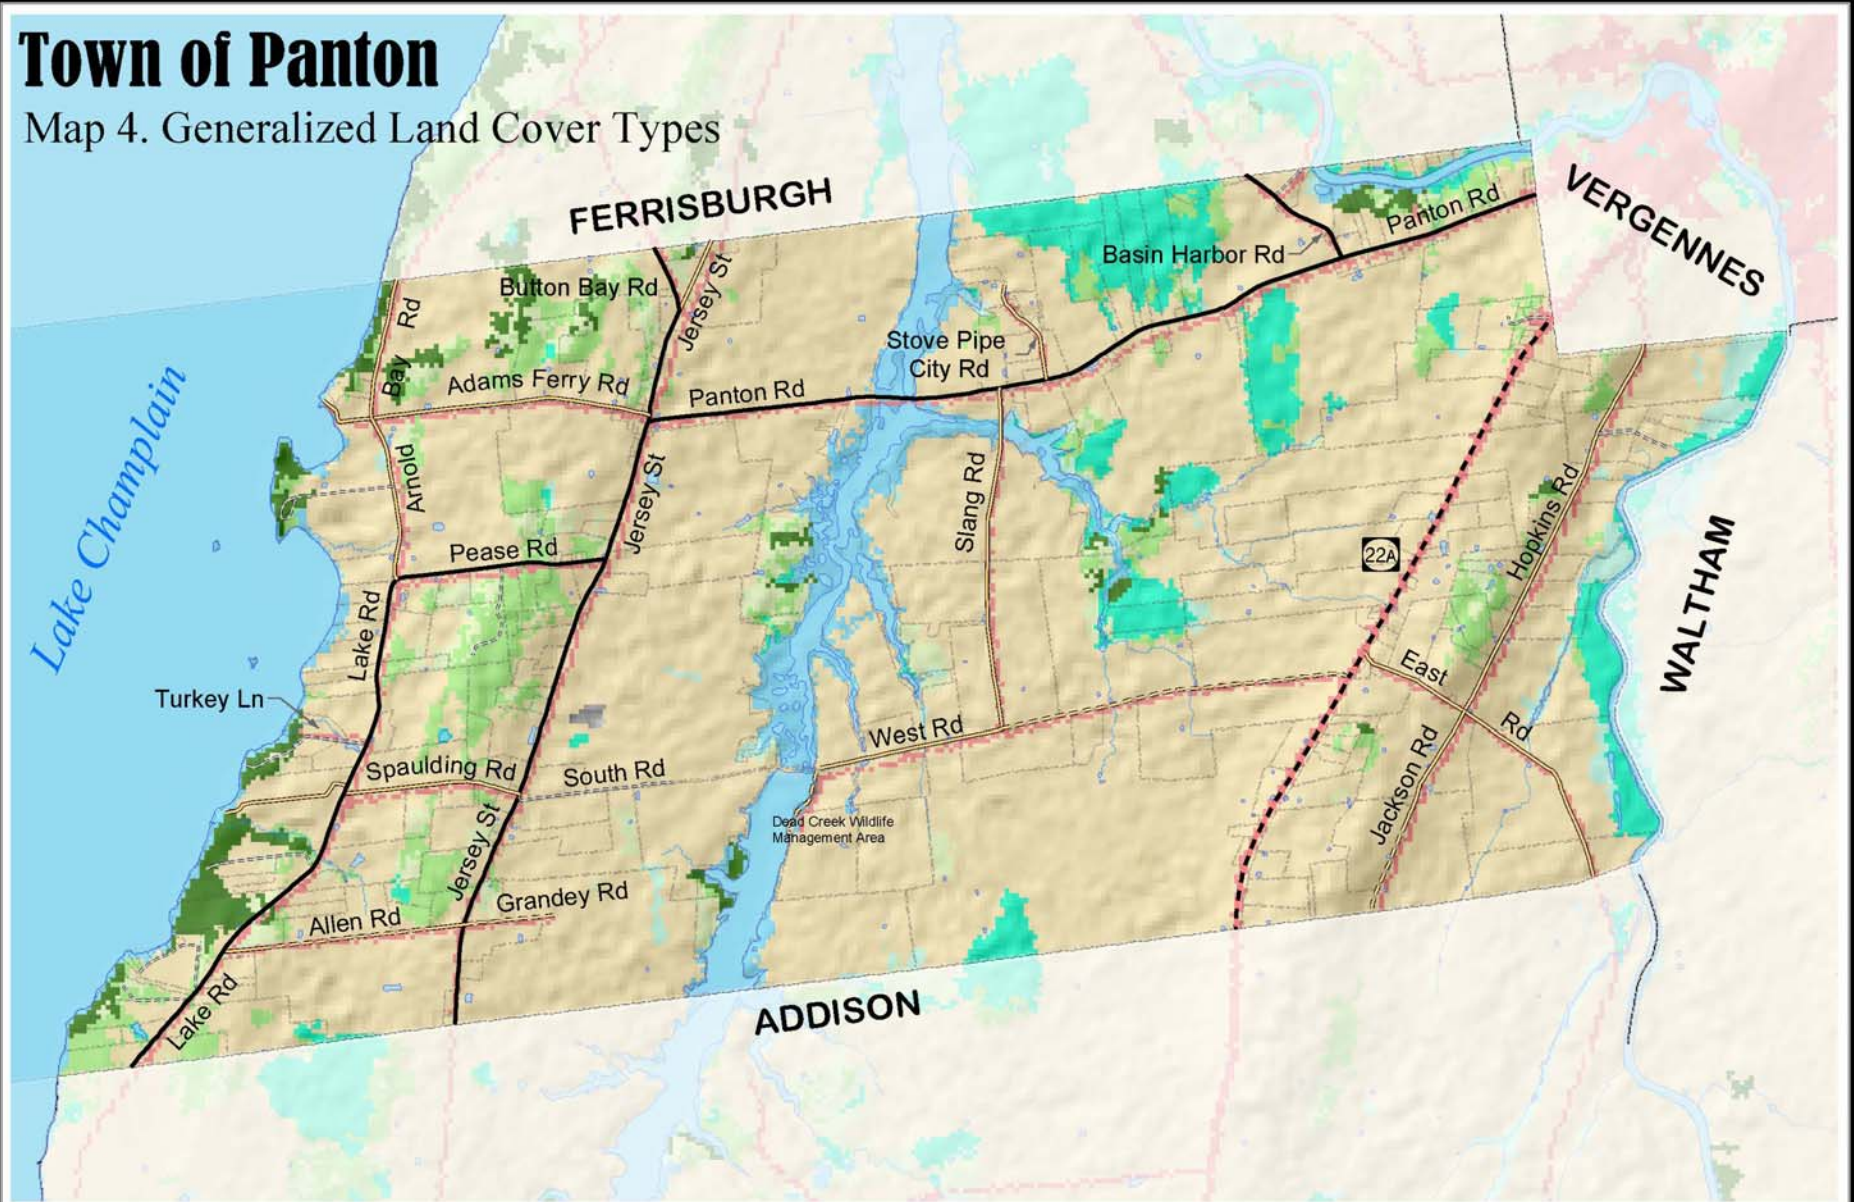 Town of Panton
Map 4. Generalized Land Cover Types
FERRISBURGH
VERGENNES
Panton Rd
Basin Harbor Rd
Button Bay Rd
Jersey St
Rd
Bay
Arnold
Stove Pipe
City Rd
Adams Ferry Rd
Panton Rd
Lake Champlain
Jersey St
Slang Rd
Hopkins Rd
Pease Rd
22A
WALTHAM
Lake Rd
East
Rd
Turkey Ln
West Rd
Jackson Rd
Spaulding Rd
South Rd
Dead Creek Wildlife
Management Area
Jersey St
Grandey Rd
Allen Rd
Lake Rd
ADDISON